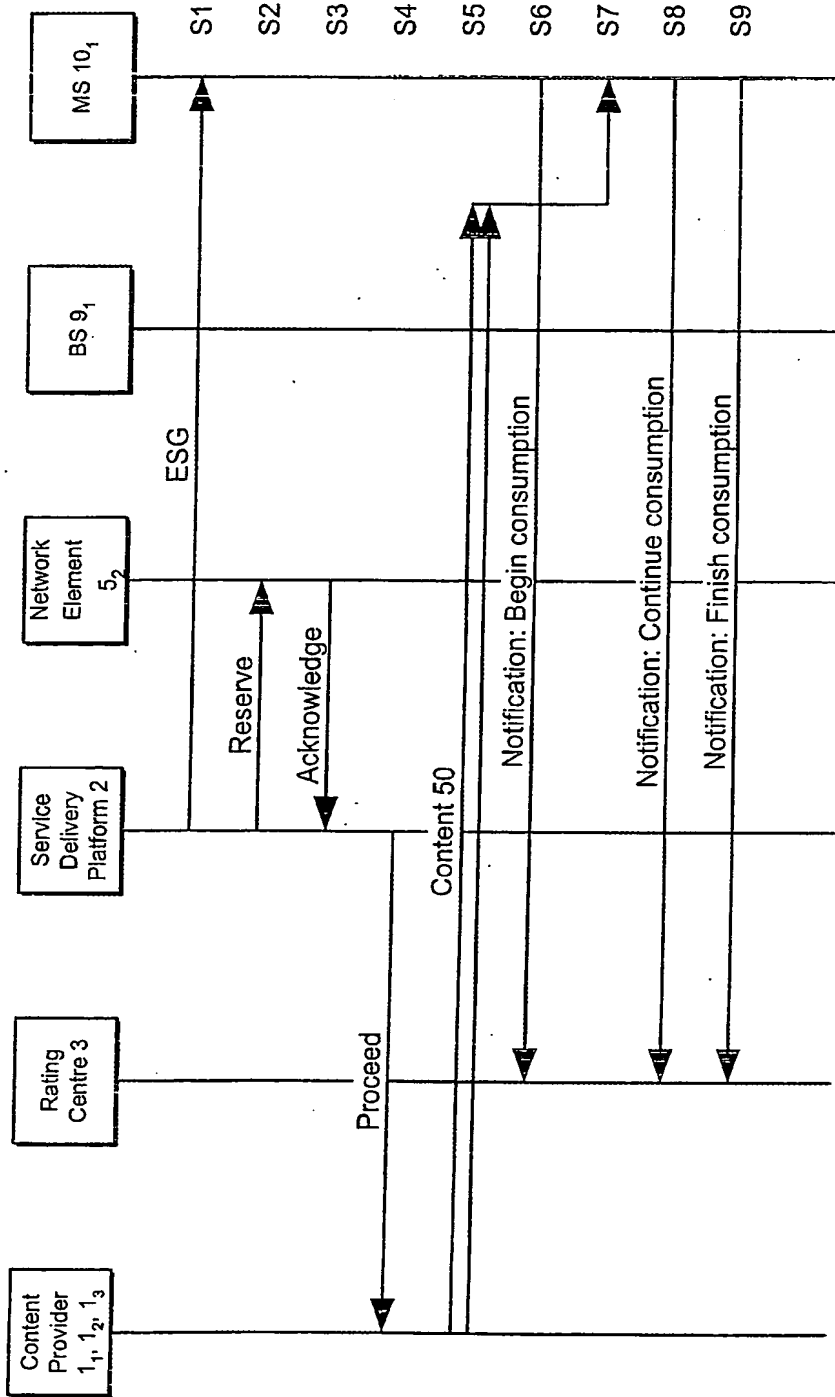 Content
Provider
1₁, 1₂, 1₃
Rating
Centre 3
Service
Delivery
Platform 2
Network
Element
5₂
BS 9₁
MS 10₁
ESG
S1
Reserve
S2
Acknowledge
S3
Proceed
S4
Content 50
S5
Notification: Begin consumption
S6
S7
Notification: Continue consumption
S8
Notification: Finish consumption
S9